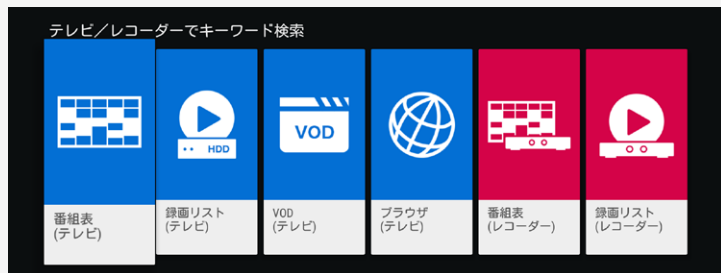 テレビ／レコーダーでキーワード検索
HDD
VOD
番組表
(テレビ)
録画リスト
(テレビ)
VOD
(テレビ)
ブラウザ
(テレビ)
番組表
(レコーダー)
録画リスト
(レコーダー)